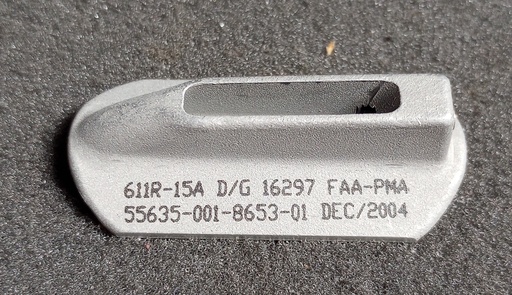 611R-15A D/G 16297 FAA-PMA
55635-001-8653-01 DEC/2004